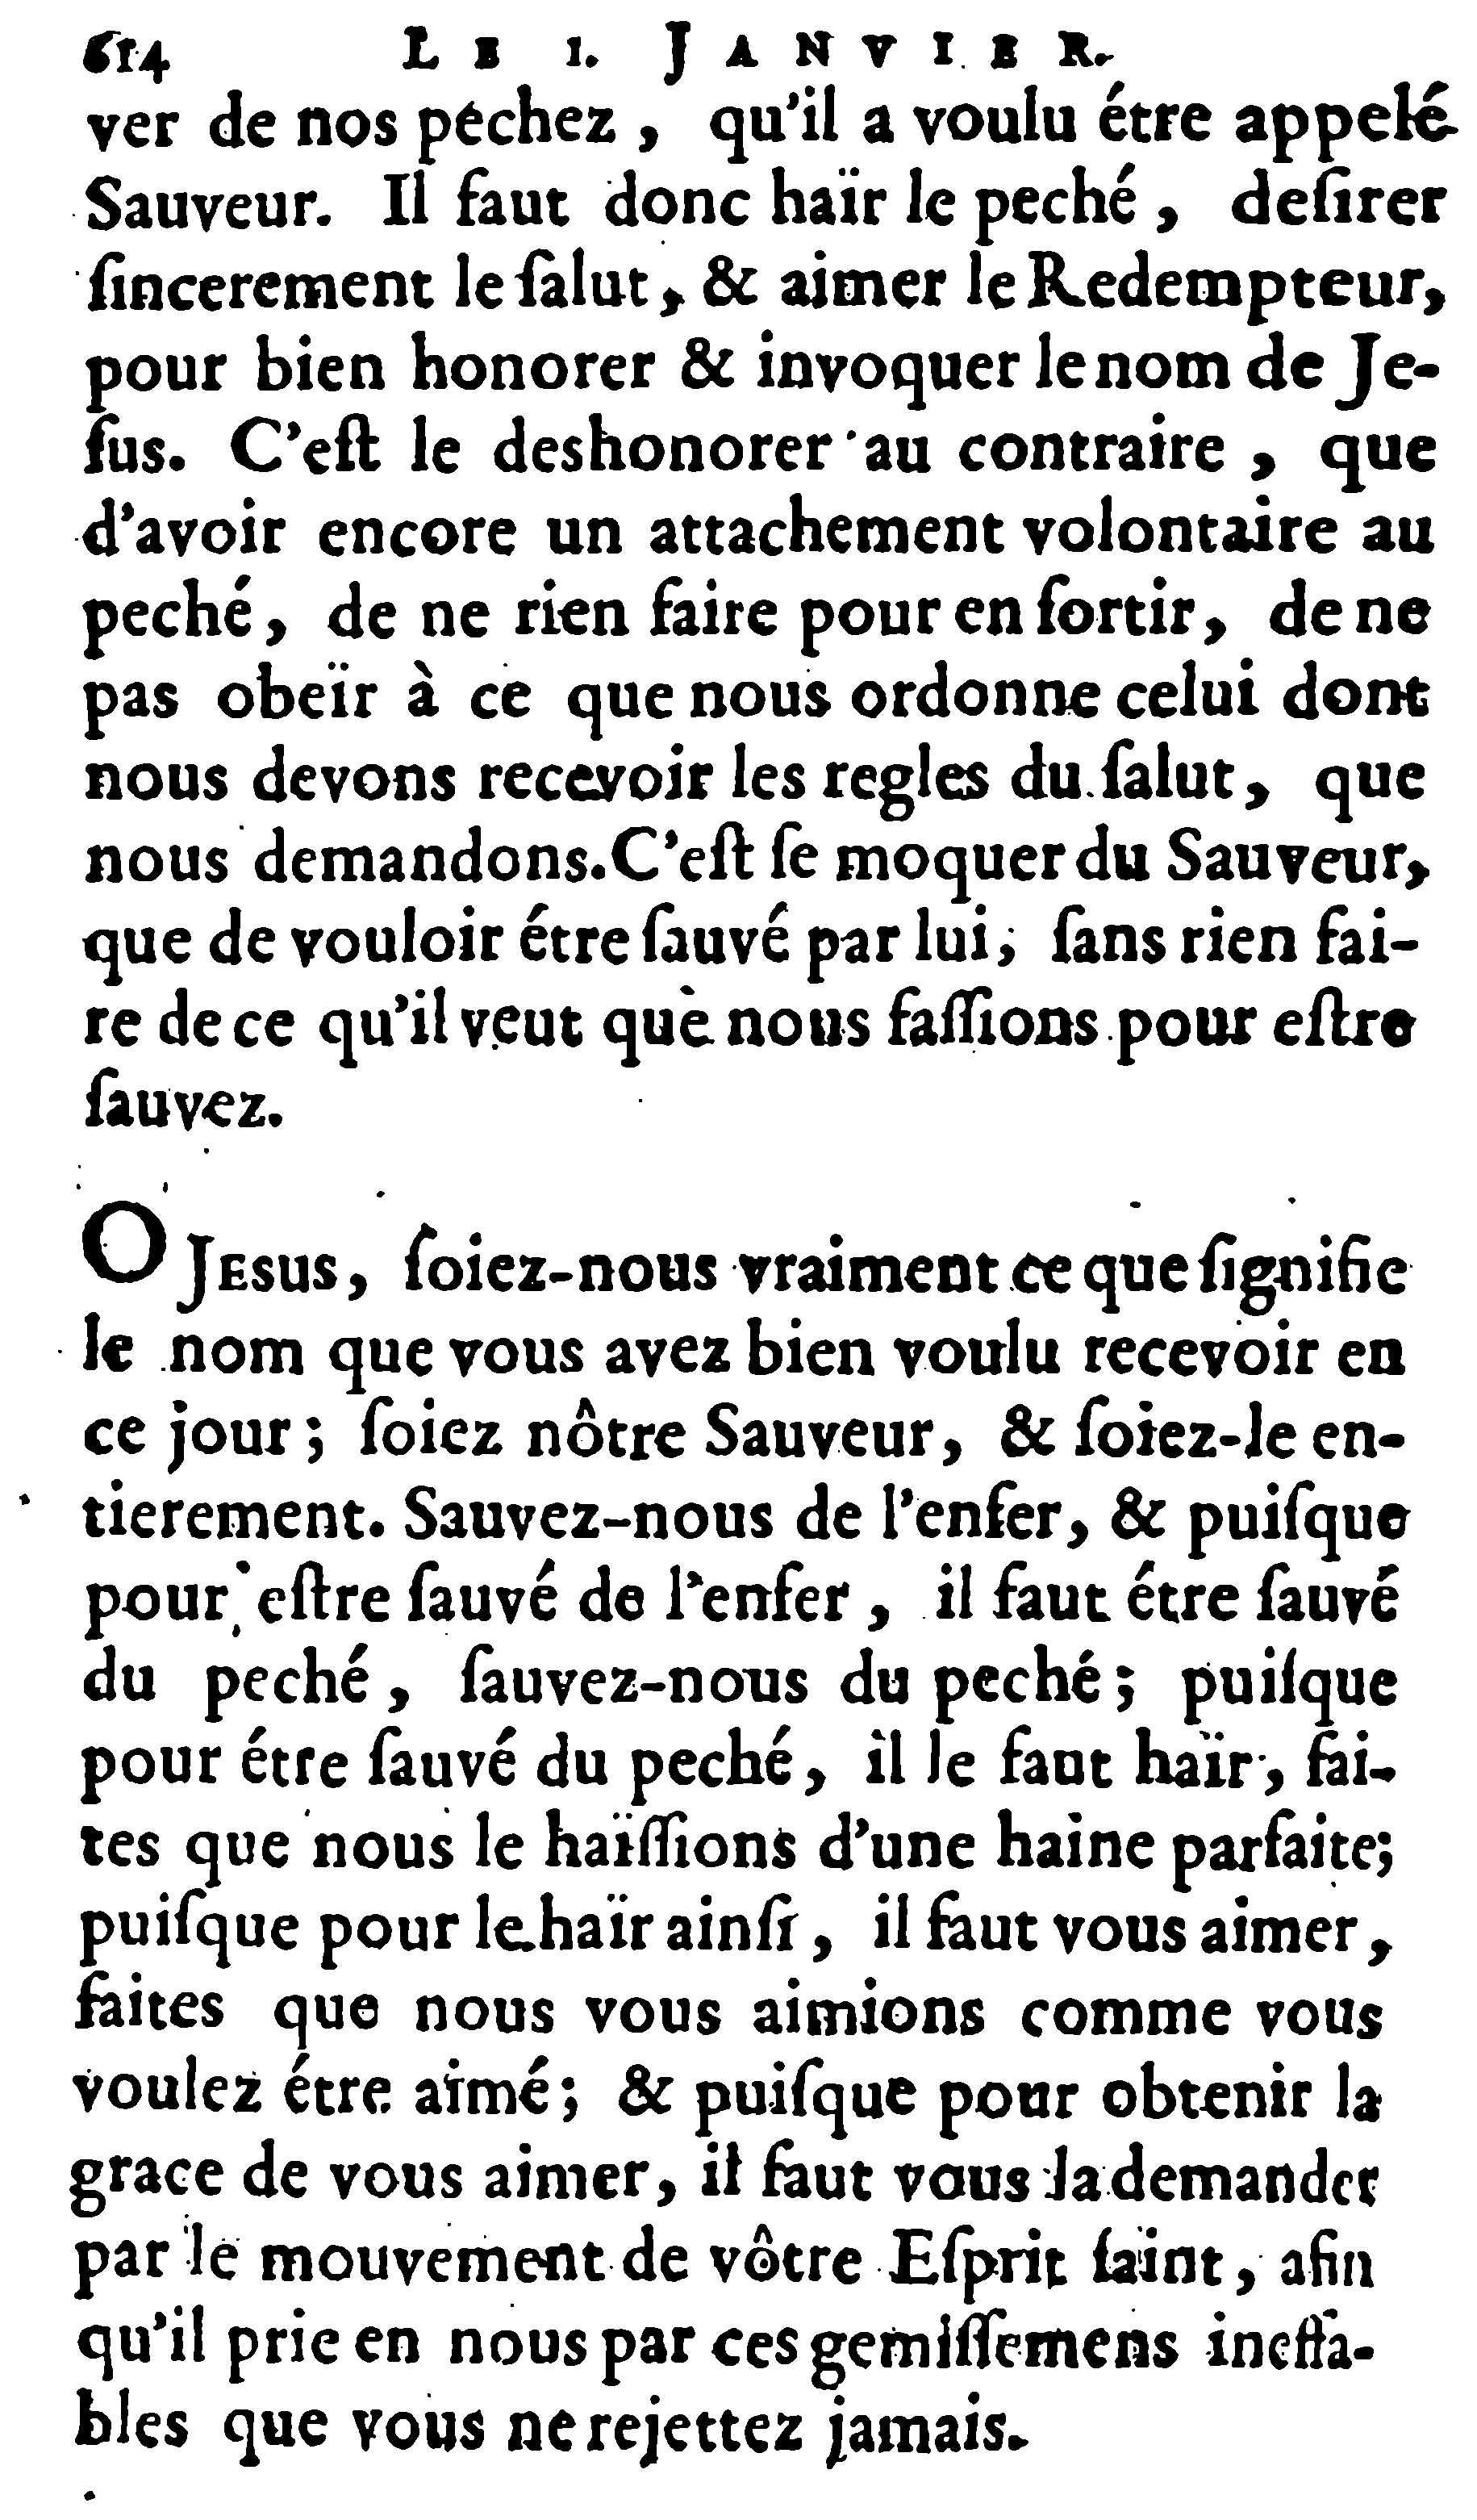 614 LE 1. JANVIER.
ver de nos pechez, qu'il a voulu étre appelé
Sauveur. Il faut donc haïr le peché, deſirer
ſincerement le ſalut, & aimer le Redempteur,
pour bien honorer & invoquer le nom de Je-
ſus. C'eſt le deshonorer au contraire, que
d'avoir encore un attachement volontaire au
peché, de ne rien faire pour en ſortir, de ne
pas obeïr à ce que nous ordonne celui dont
nous devons recevoir les regles du ſalut, que
nous demandons. C'eſt ſe moquer du Sauveur,
que de vouloir étre ſauvé par lui, ſans rien fai-
re de ce qu'il veut que nous faſſions pour eſtre
ſauvez.
O JESUS, ſoiez-nous vraiment ce que ſignifie
le nom que vous avez bien voulu recevoir en
ce jour; ſoiez nôtre Sauveur, & ſoiez-le en-
tierement. Sauvez-nous de l'enfer, & puiſque
pour eſtre ſauvé de l'enfer, il faut étre ſauvé
du peché, ſauvez-nous du peché; puiſque
pour étre ſauvé du peché, il le faut haïr, fai-
tes que nous le haïſſions d'une haine parfaite;
puiſque pour le haïr ainſi, il faut vous aimer,
faites que nous vous aimions comme vous
voulez étre aimé; & puiſque pour obtenir la
grace de vous aimer, il faut vous la demander
par le mouvement de vôtre Eſprit ſaint, afin
qu'il prie en nous par ces gemiſſemens ineffa-
bles que vous ne rejettez jamais.